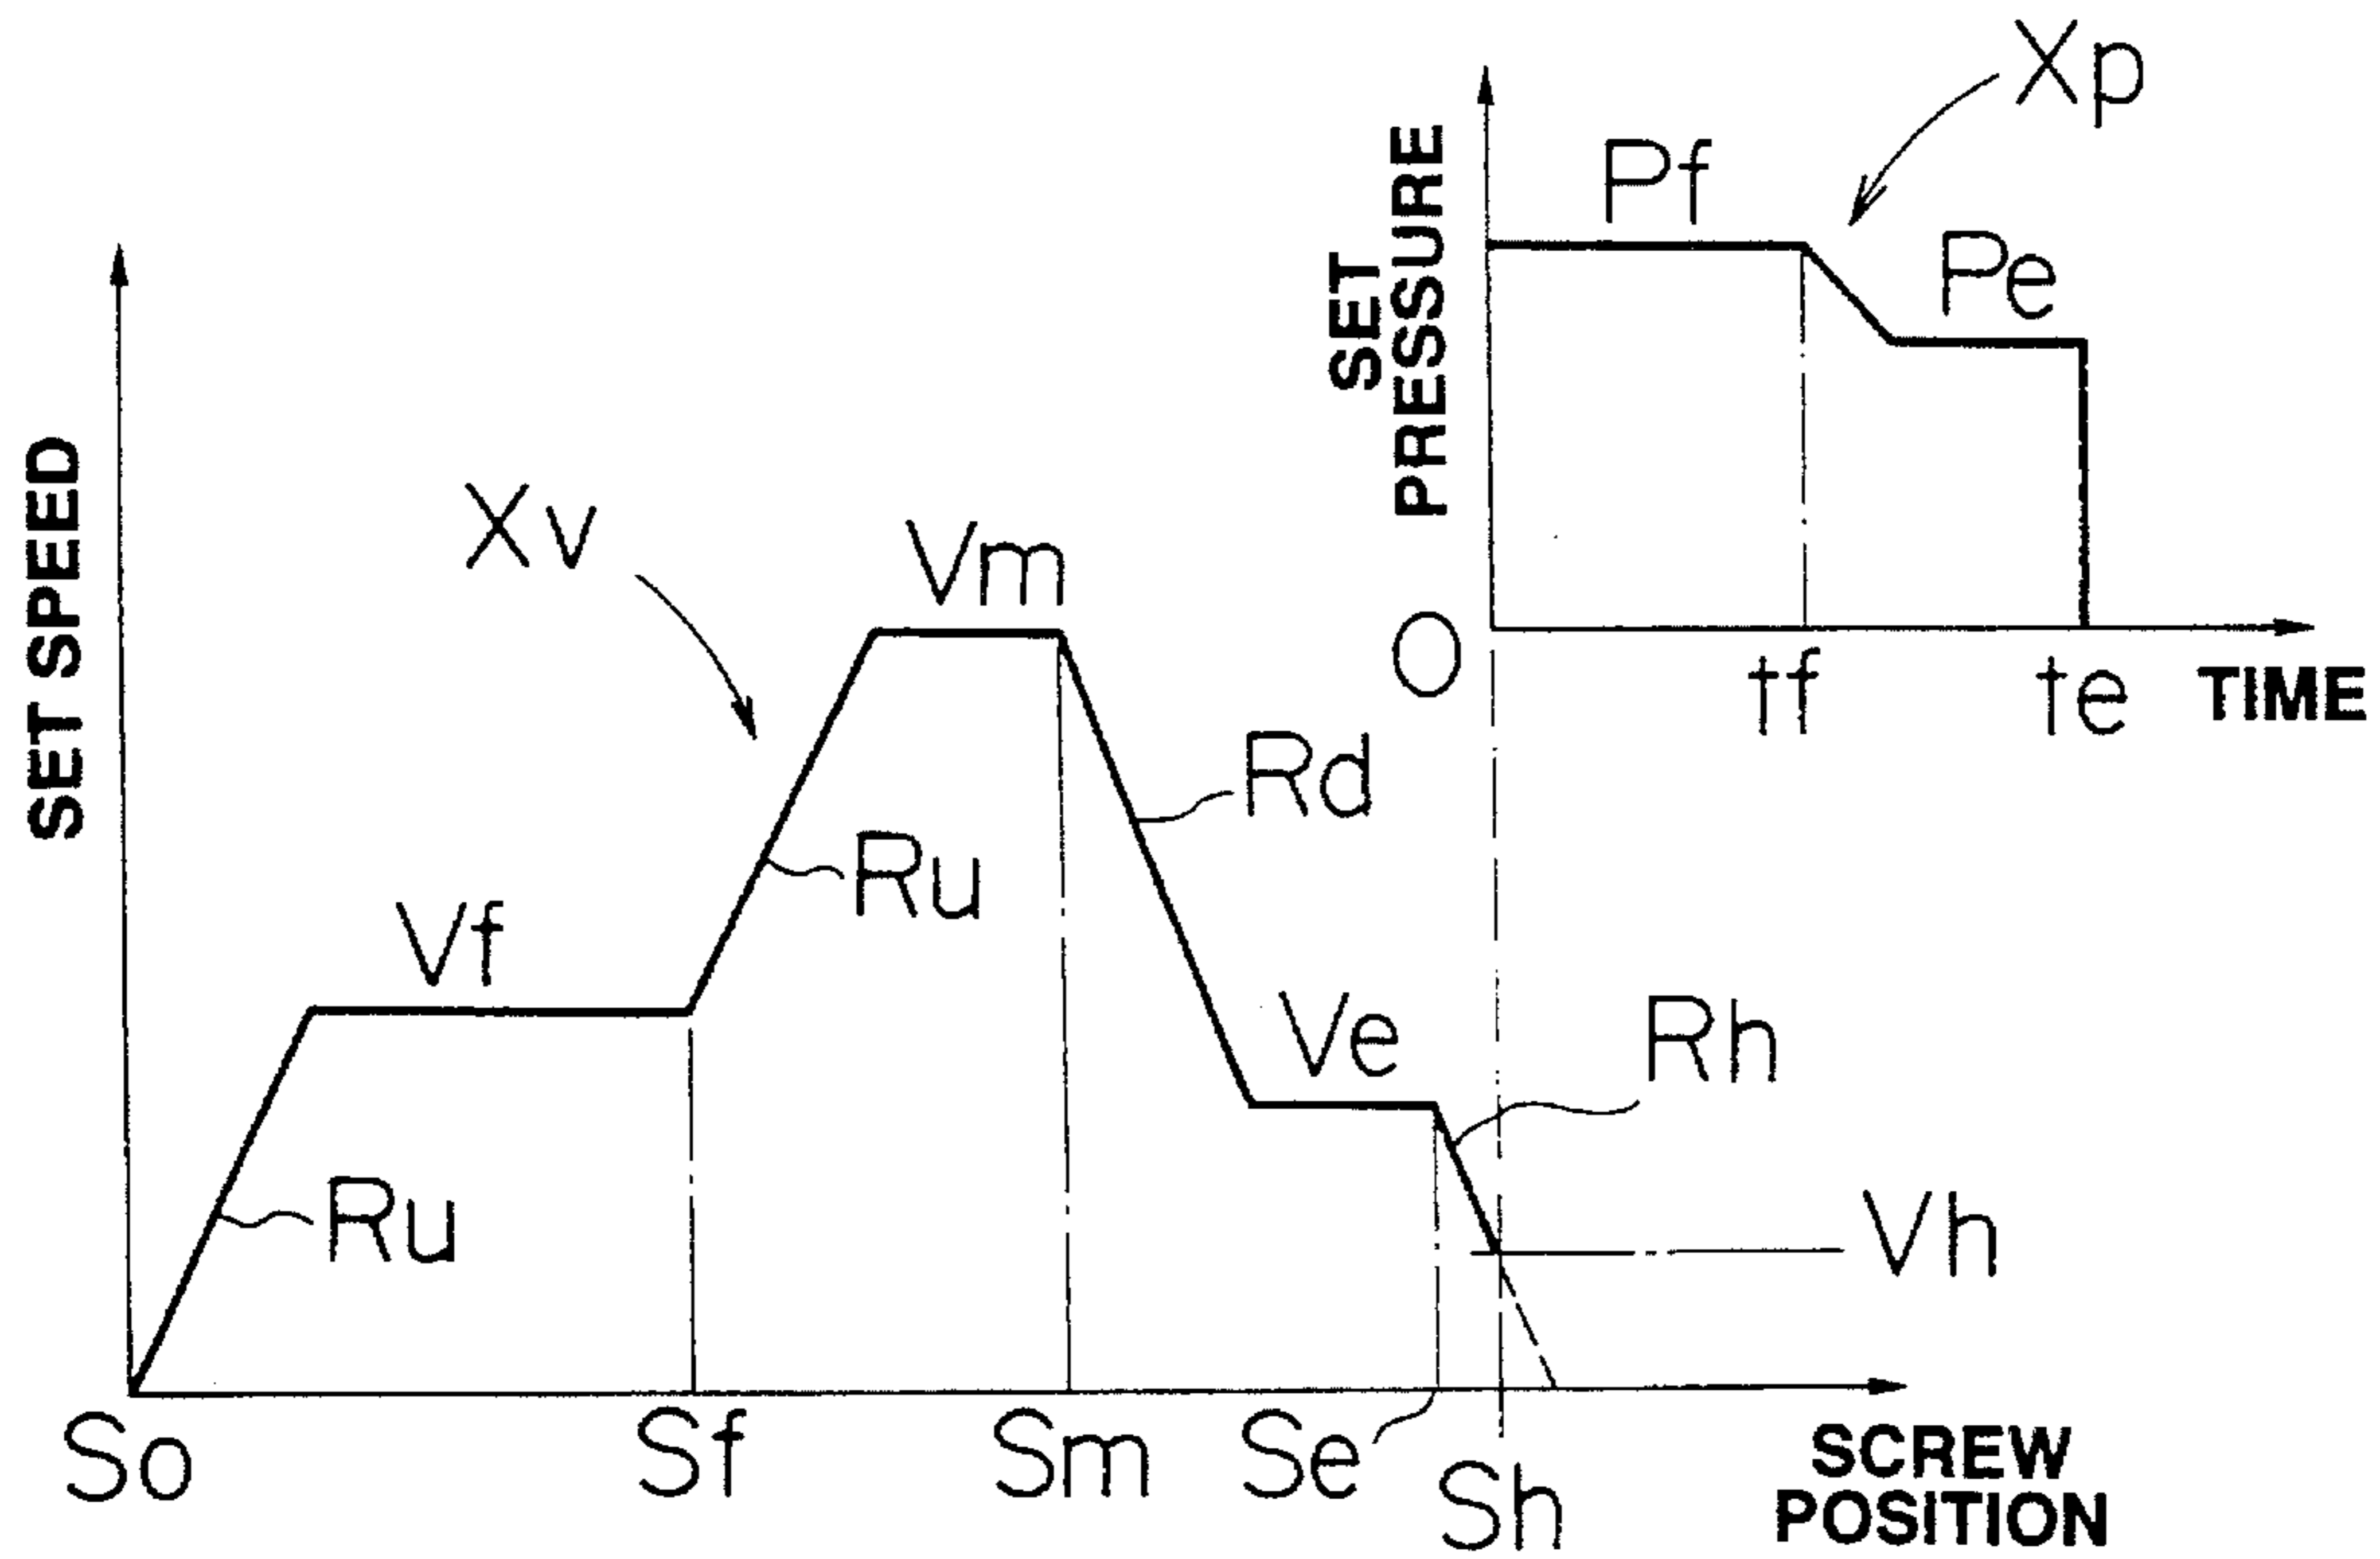 Xp
SET
PRESSURE
Pf
Pe
O
tf
te
TIME
SET SPEED
Xv
Vm
Rd
Ru
Vf
Ve
Rh
Ru
Vh
So
Sf
Sm
Se
Sh
SCREW
POSITION